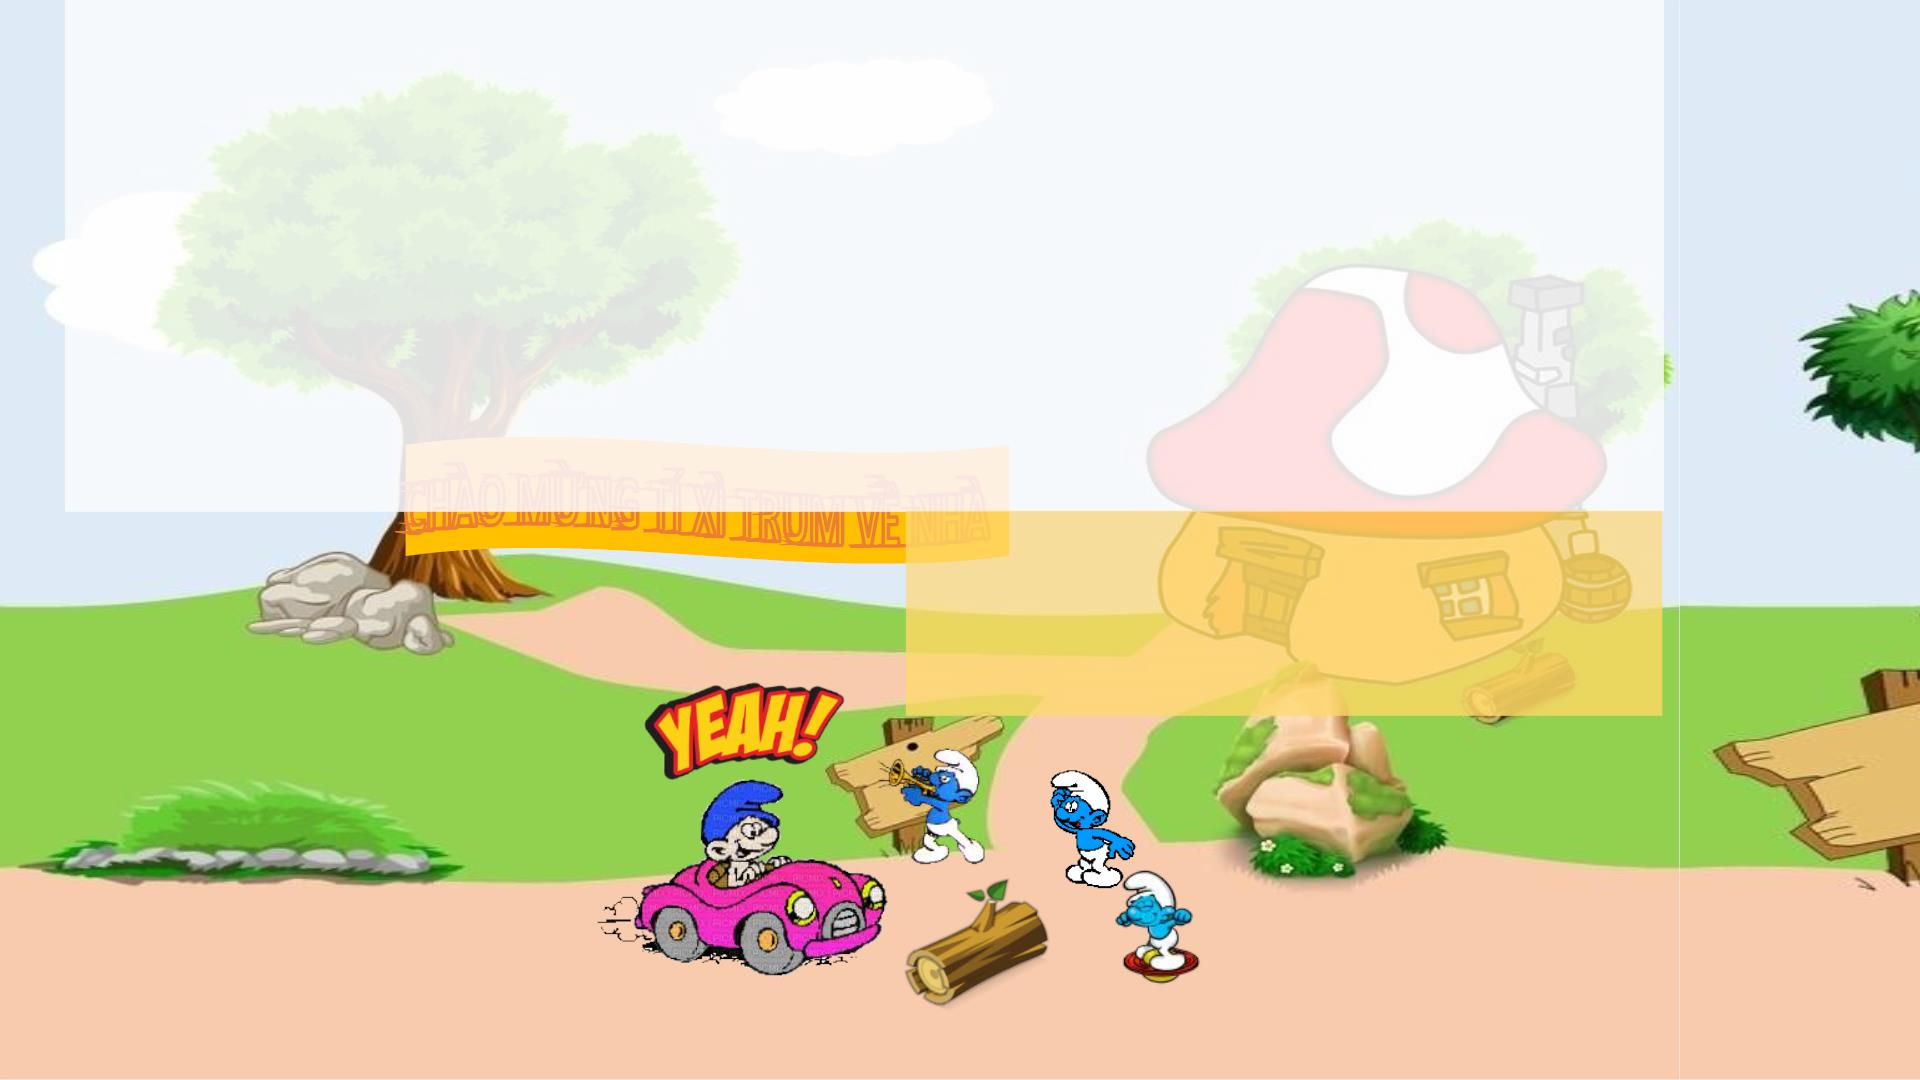 CHÀO MỪNG TÍ XÌ TRUM VỀ NHÀ
YEAH!